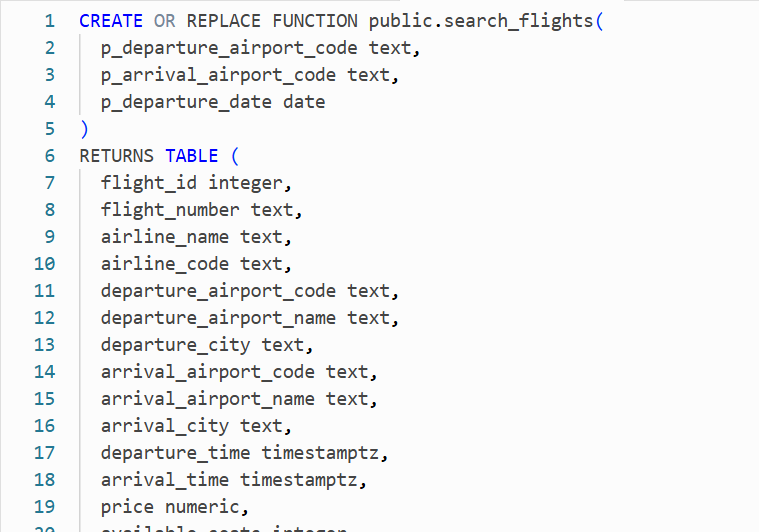 1 CREATE OR REPLACE FUNCTION public.search_flights(
2 p_departure_airport_code text,
3 p_arrival_airport_code text,
4 p_departure_date date
5 )
6 RETURNS TABLE (
7 flight_id integer,
8 flight_number text,
9 airline_name text,
10 airline_code text,
11 departure_airport_code text,
12 departure_airport_name text,
13 departure_city text,
14 arrival_airport_code text,
15 arrival_airport_name text,
16 arrival_city text,
17 departure_time timestamptz,
18 arrival_time timestamptz,
19 price numeric,
20 available_seats integer